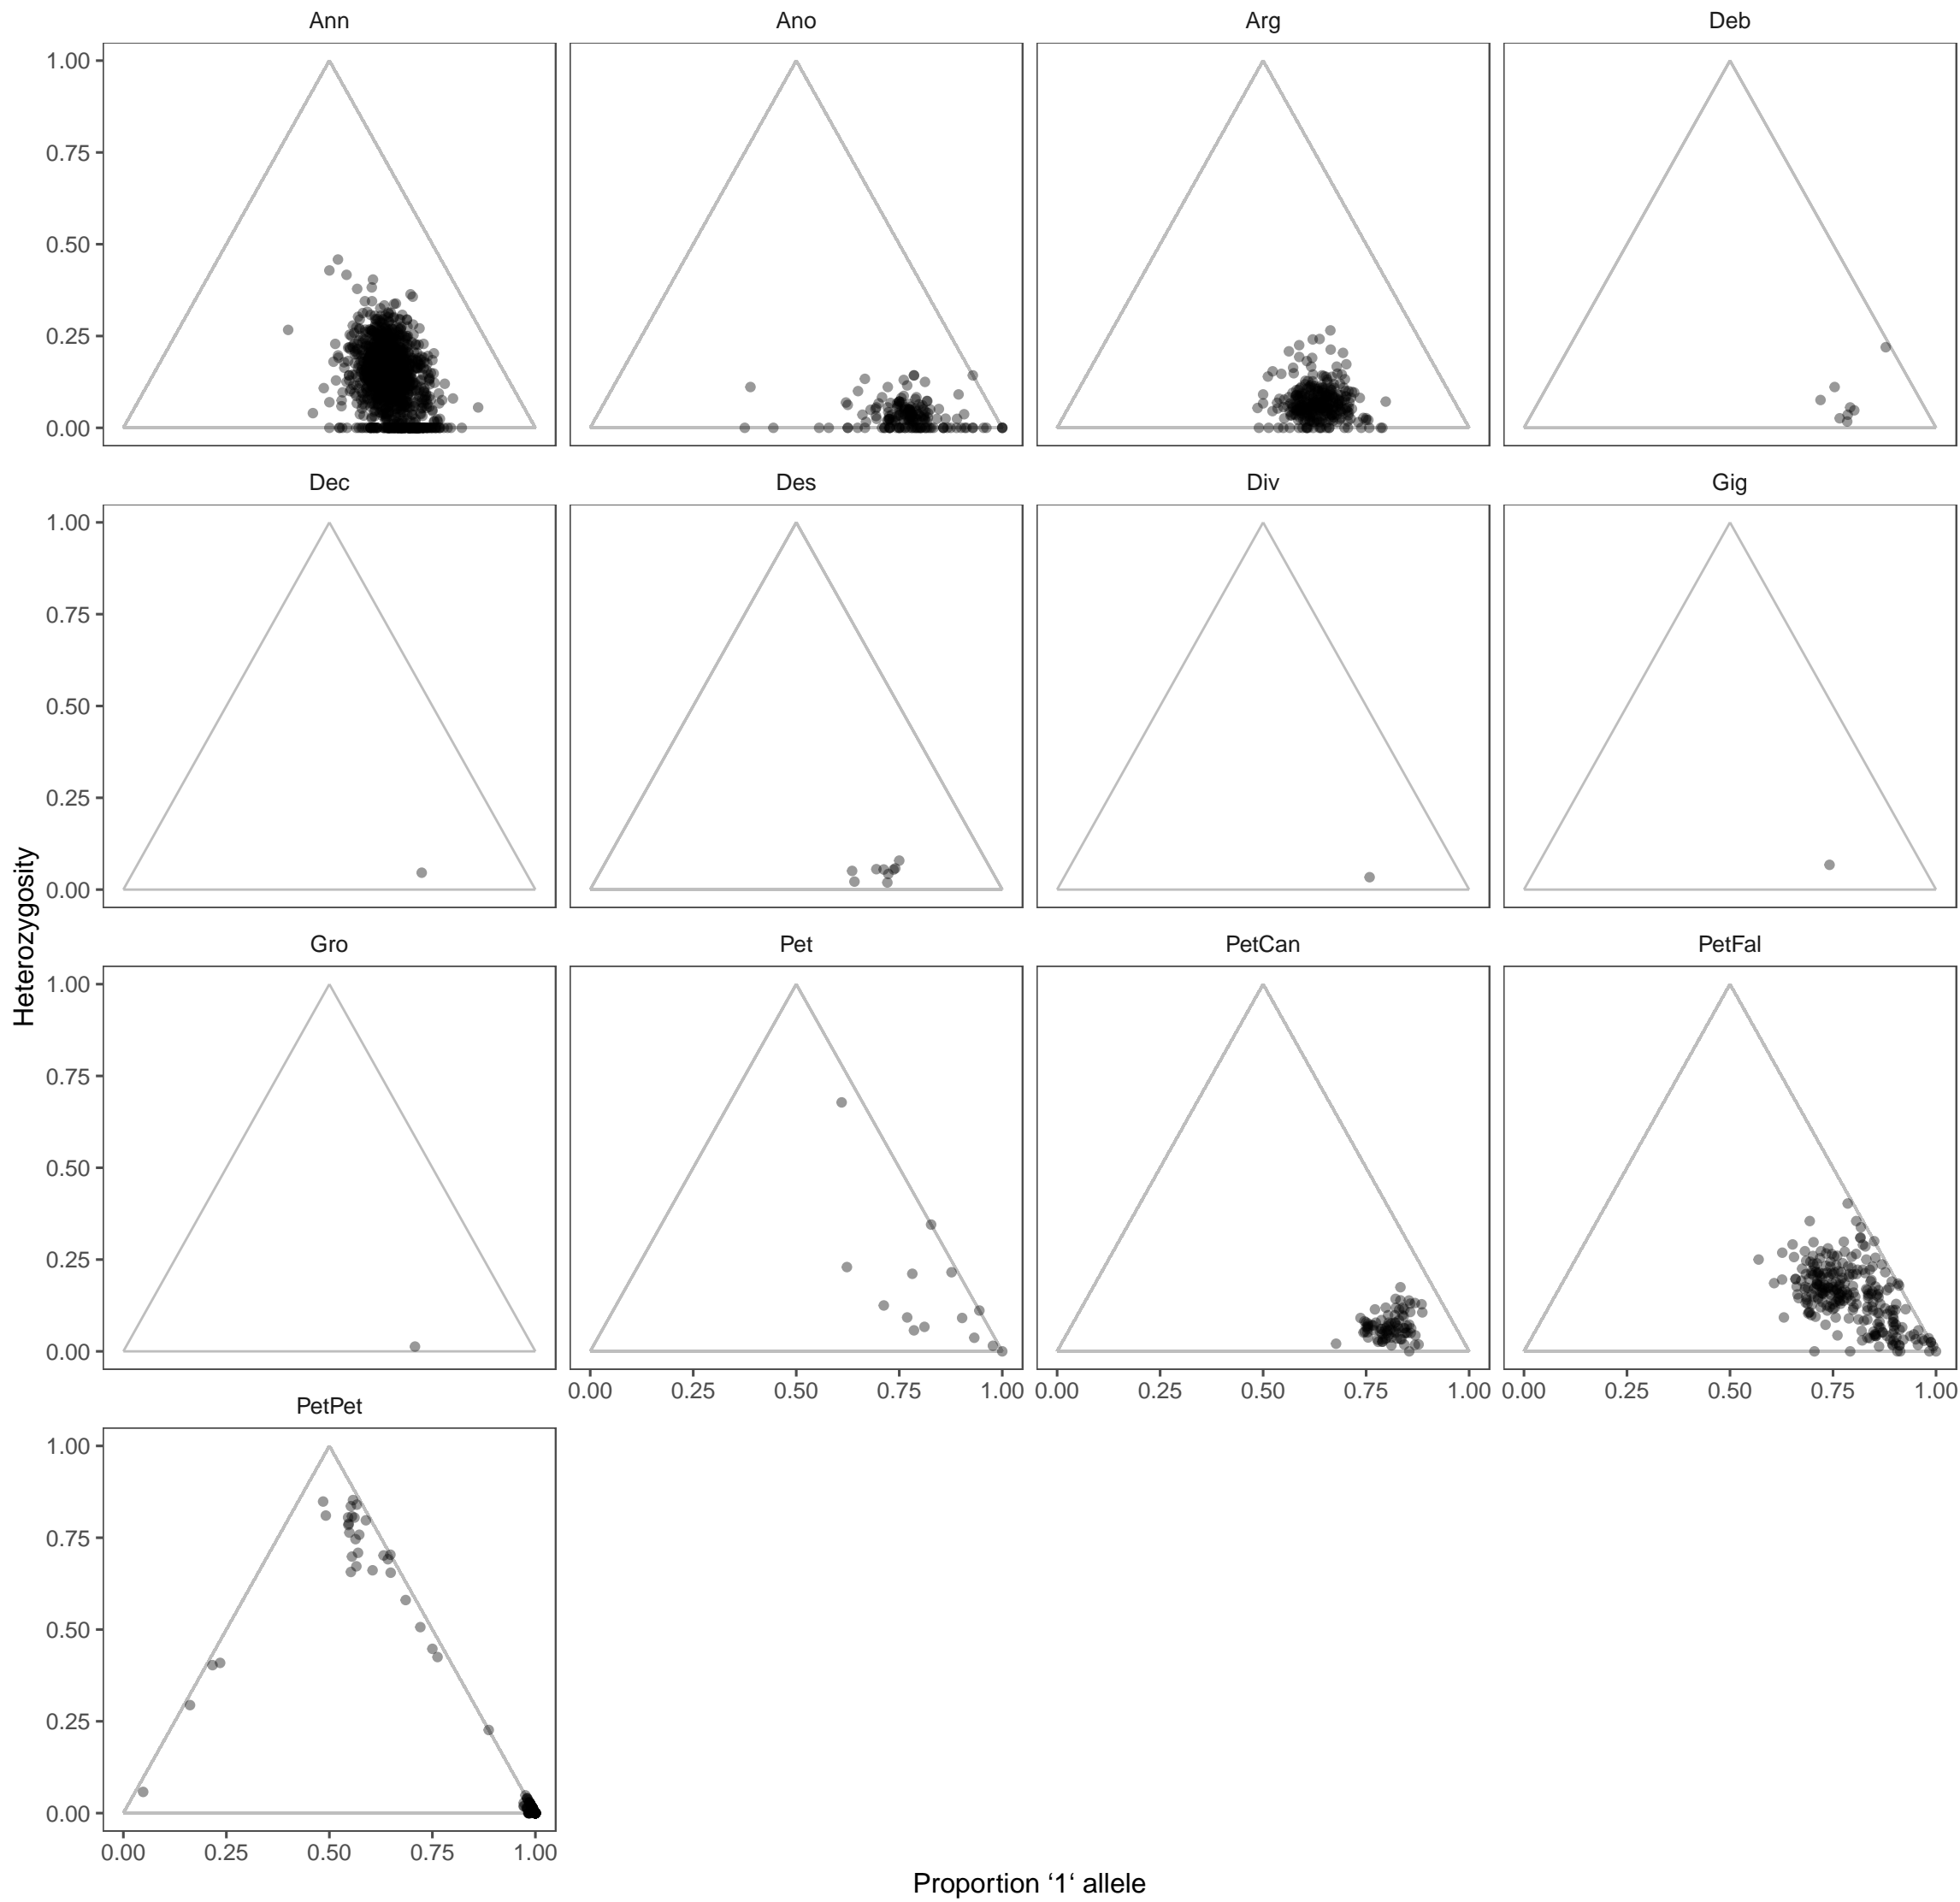 Ann Ano Arg Deb
1.00
0.75
0.50
0.25
0.00
Dec Des Div Gig
1.00
0.75
0.50
0.25
0.00
Heterozygosity
Gro Pet PetCan PetFal
1.00
0.75
0.50
0.25
0.00
0.00 0.25 0.50 0.75 1.00 0.00 0.25 0.50 0.75 1.00 0.00 0.25 0.50 0.75 1.00
PetPet
1.00
0.75
0.50
0.25
0.00
0.00 0.25 0.50 0.75 1.00
Proportion ‘1‘ allele